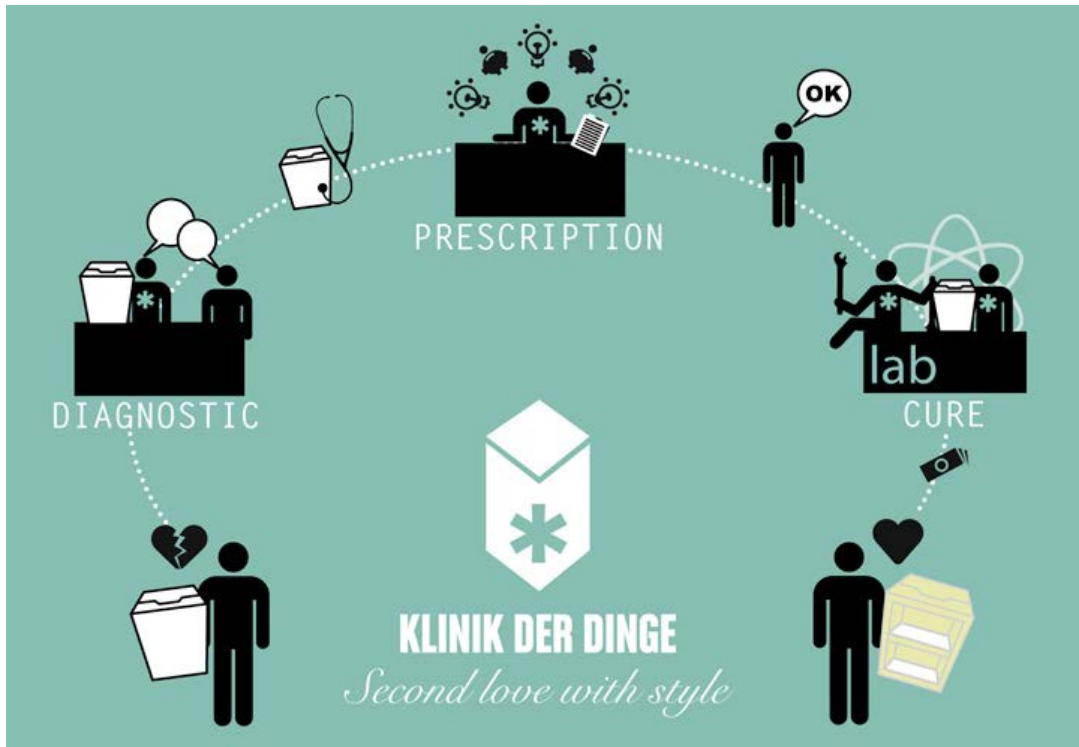 OK
PRESCRIPTION
DIAGNOSTIC
lab
CURE
KLINIK DER DINGE
Second love with style